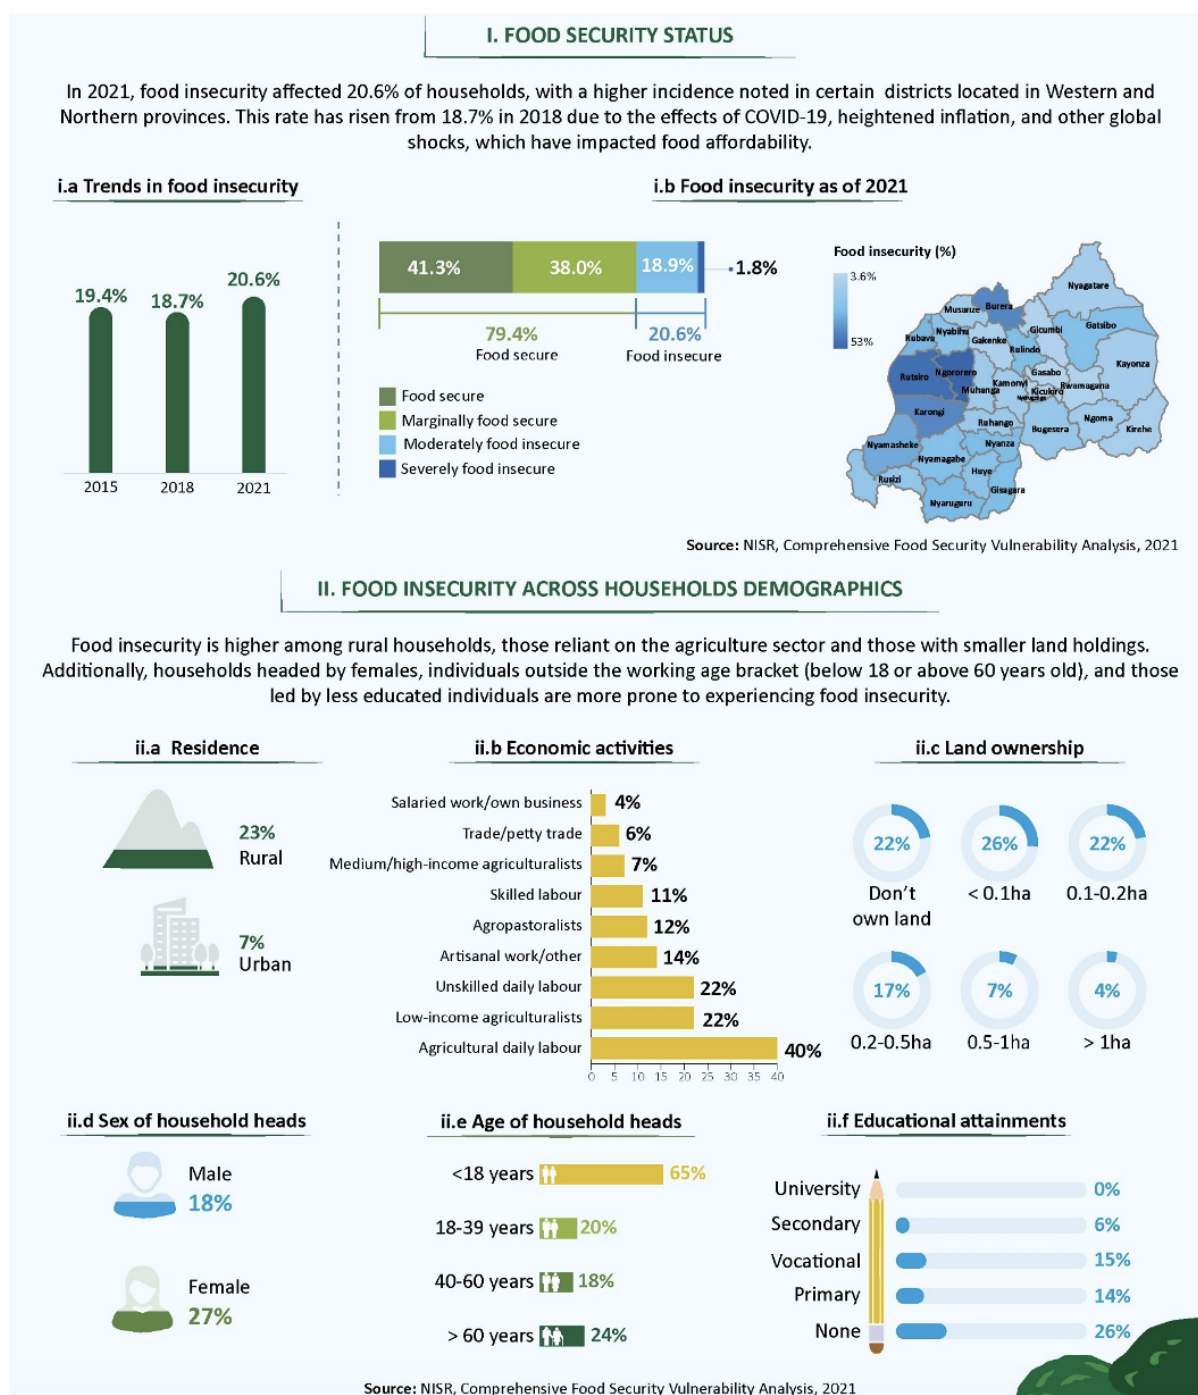 I. FOOD SECURITY STATUS
In 2021, food insecurity affected 20.6% of households, with a higher incidence noted in certain districts located in Western and
Northern provinces. This rate has risen from 18.7% in 2018 due to the effects of COVID-19, heightened inflation, and other global
shocks, which have impacted food affordability.
i.a Trends in food insecurity
19.4%
18.7%
20.6%
2015
2018
2021
i.b Food insecurity as of 2021
41.3%
38.0%
18.9%
1.8%
79.4%
Food secure
20.6%
Food insecure
Food secure
Marginally food secure
Moderately food insecure
Severely food insecure
Food insecurity (%)
3.6%
53%
Nyagatare
Burera
Musanze
Gicumbi
Gatsibo
Rubavu
Nyabihu
Gakenke
Rulindo
Kayonza
Rutsiro
Ngororero
Gasabo
Muhanga
Kamonyi
Kicukiro
Rwamagana
Karongi
Ruhango
Bugesera
Ngoma
Kirehe
Nyamasheke
Nyanza
Nyamagabe
Huye
Rusizi
Gisagara
Nyaruguru
Source: NISR, Comprehensive Food Security Vulnerability Analysis, 2021
II. FOOD INSECURITY ACROSS HOUSEHOLDS DEMOGRAPHICS
Food insecurity is higher among rural households, those reliant on the agriculture sector and those with smaller land holdings.
Additionally, households headed by females, individuals outside the working age bracket (below 18 or above 60 years old), and those
led by less educated individuals are more prone to experiencing food insecurity.
ii.a Residence
23%
Rural
7%
Urban
ii.b Economic activities
Salaried work/own business 4%
Trade/petty trade 6%
Medium/high-income agriculturalists 7%
Skilled labour 11%
Agropastoralists 12%
Artisanal work/other 14%
Unskilled daily labour 22%
Low-income agriculturalists 22%
Agricultural daily labour 40%
0 5 10 15 20 25 30 35 40
ii.c Land ownership
22%
Don't
own land
26%
< 0.1ha
22%
0.1-0.2ha
17%
0.2-0.5ha
7%
0.5-1ha
4%
> 1ha
ii.d Sex of household heads
Male
18%
Female
27%
ii.e Age of household heads
<18 years 65%
18-39 years 20%
40-60 years 18%
> 60 years 24%
ii.f Educational attainments
University 0%
Secondary 6%
Vocational 15%
Primary 14%
None 26%
Source: NISR, Comprehensive Food Security Vulnerability Analysis, 2021